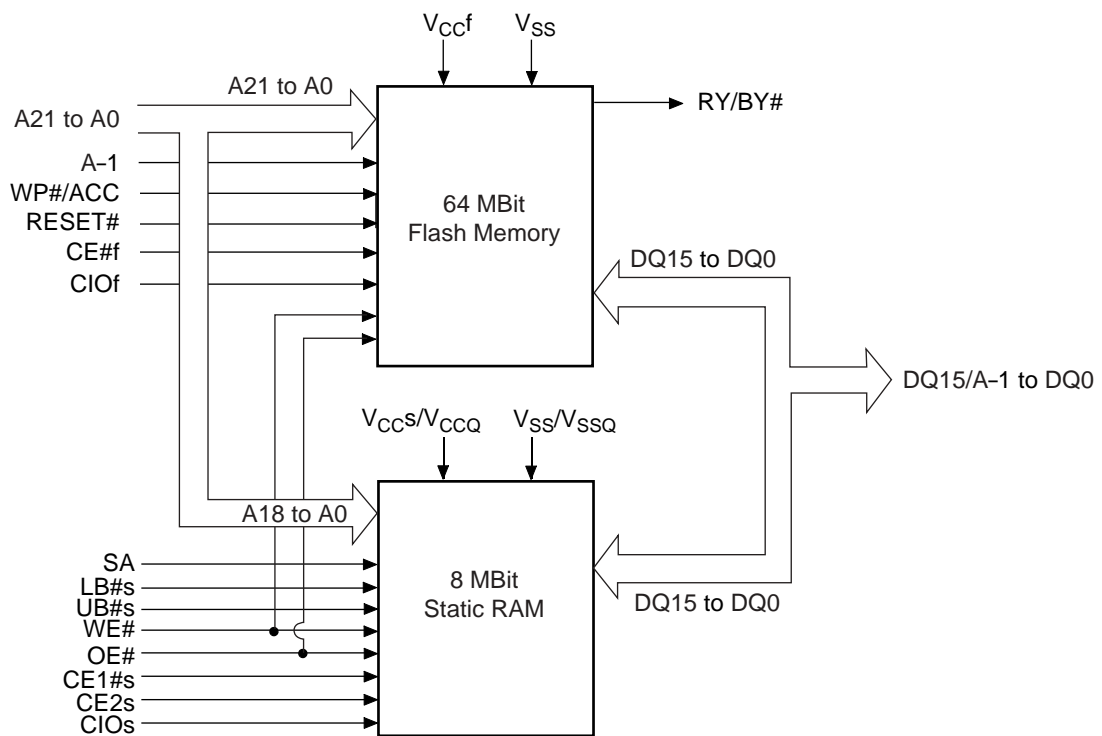 VCCf
VSS
A21 to A0
A21 to A0
RY/BY#
A–1
WP#/ACC
RESET#
CE#f
CIOf
64 MBit
Flash Memory
DQ15 to DQ0
DQ15/A–1 to DQ0
VCCs/VCCQ
VSS/VSSQ
A18 to A0
SA
LB#s
UB#s
WE#
OE#
CE1#s
CE2s
CIOs
8 MBit
Static RAM
DQ15 to DQ0